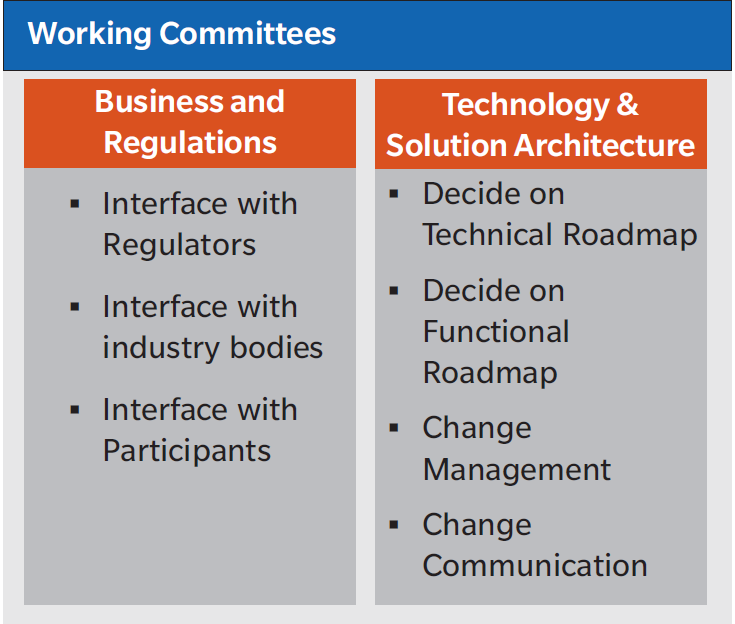 Working Committees
Business and
Regulations
▪ Interface with
Regulators
▪ Interface with
industry bodies
▪ Interface with
Participants
Technology &
Solution Architecture
▪ Decide on
Technical Roadmap
▪ Decide on
Functional
Roadmap
▪ Change
Management
▪ Change
Communication